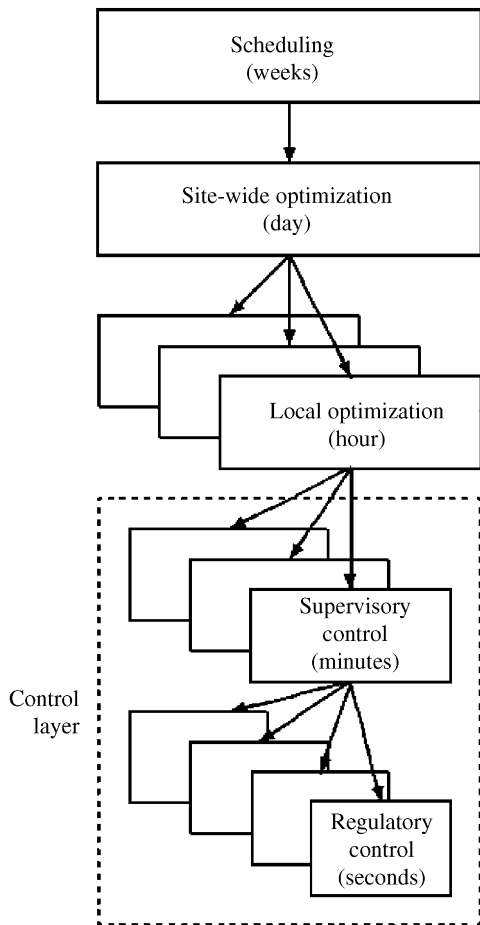 Scheduling
(weeks)
Site-wide optimization
(day)
Local optimization
(hour)
Supervisory
control
(minutes)
Control
layer
Regulatory
control
(seconds)